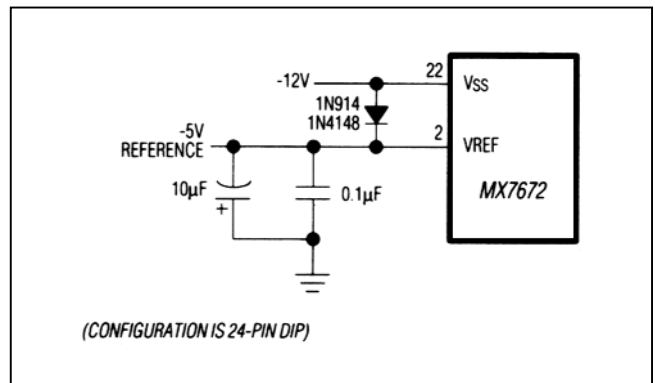 -12V
22
VSS
1N914
1N4148
-5V
REFERENCE
2
VREF
10µF
+
0.1µF
MX7672
(CONFIGURATION IS 24-PIN DIP)